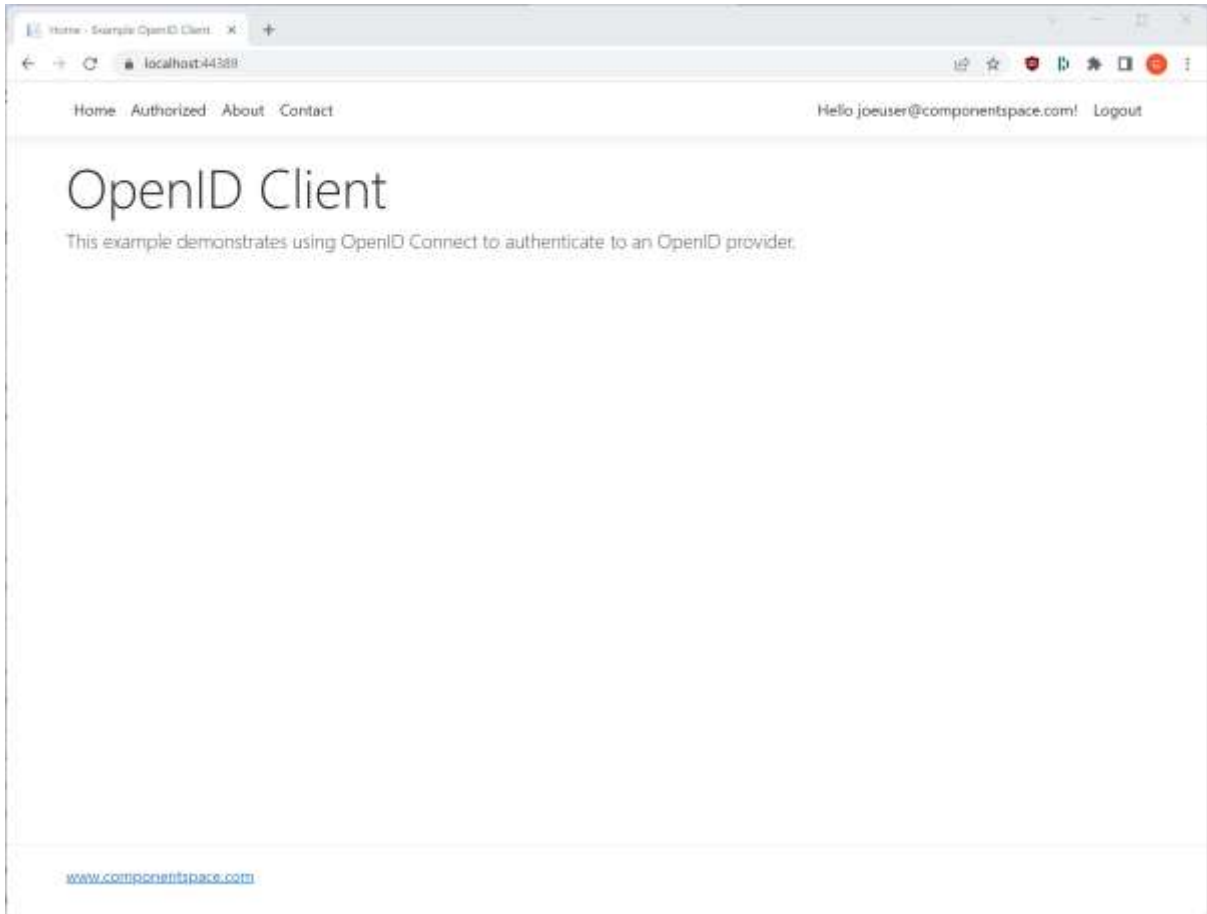 Home - Example OpenID Client
localhost:44389
Home Authorized About Contact Hello joeuser@componentspace.com! Logout
OpenID Client
This example demonstrates using OpenID Connect to authenticate to an OpenID provider.
www.componentspace.com